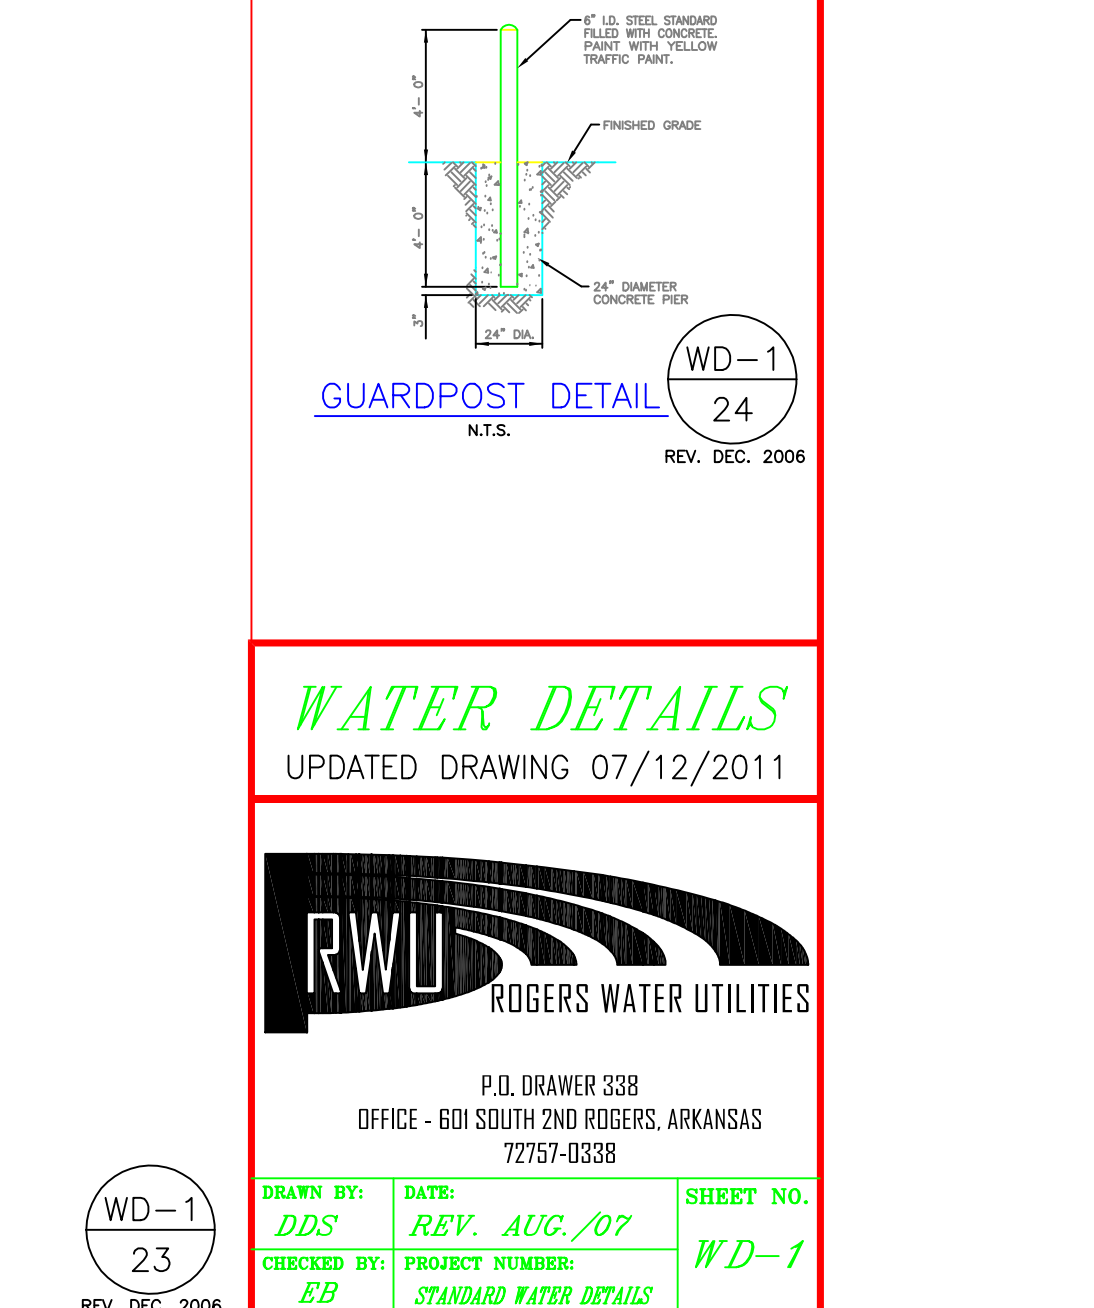 6" I.D. STEEL STANDARD
FILLED WITH CONCRETE.
PAINT WITH YELLOW
TRAFFIC PAINT.
4'- 0"
FINISHED GRADE
4'- 0"
24" DIAMETER
CONCRETE PIER
3"
24" DIA.
GUARDPOST DETAIL
N.T.S.
WD-1
24
REV. DEC. 2006
WATER DETAILS
UPDATED DRAWING 07/12/2011
RWU
ROGERS WATER UTILITIES
P.O. DRAWER 338
OFFICE - 601 SOUTH 2ND ROGERS, ARKANSAS
72757-0338
WD-1
23
REV. DEC. 2006
DRAWN BY:
DDS
DATE:
REV. AUG./07
SHEET NO.
WD-1
CHECKED BY:
EB
PROJECT NUMBER:
STANDARD WATER DETAILS